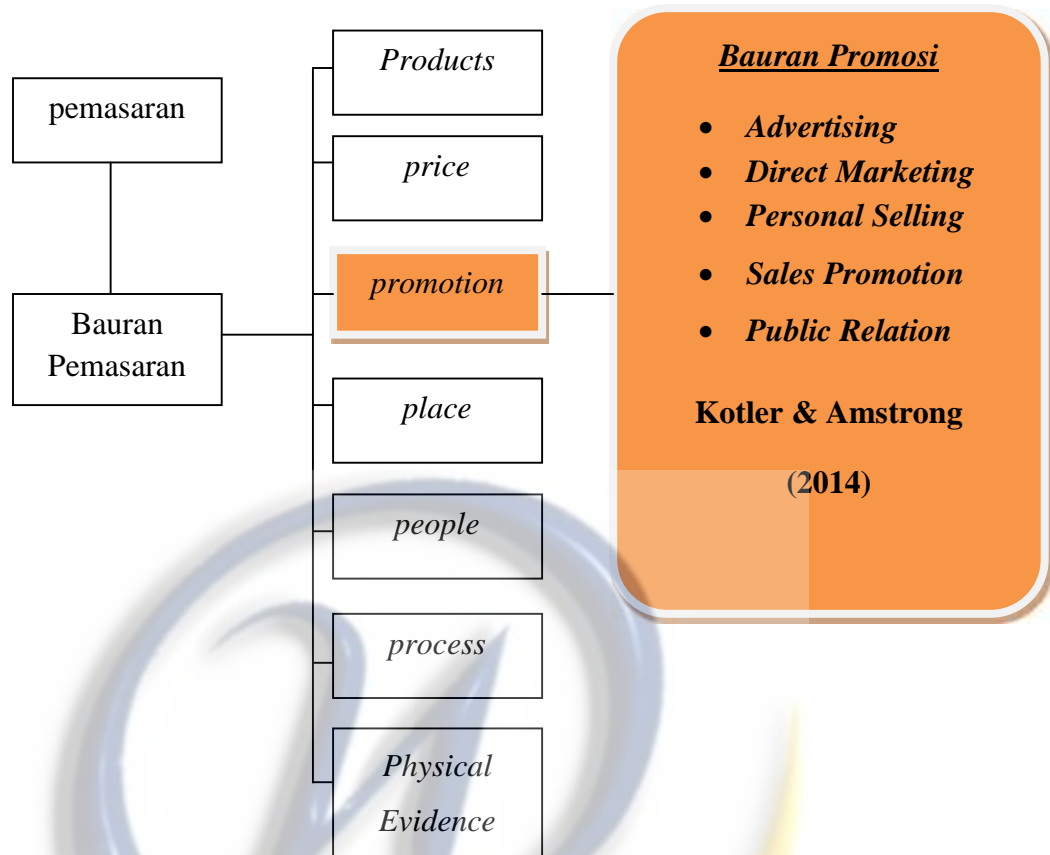 pemasaran
Bauran
Pemasaran
Products
price
promotion
place
people
process
Physical
Evidence
Bauran Promosi
• Advertising
• Direct Marketing
• Personal Selling
• Sales Promotion
• Public Relation
Kotler & Amstrong
(2014)